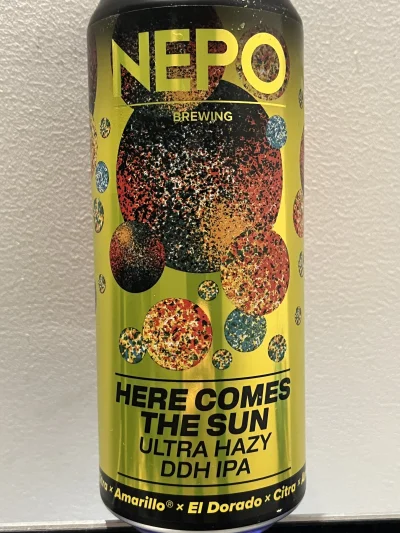 NEPO
BREWING
HERE COMES
THE SUN
ULTRA HAZY
DDH IPA
× Amarillo® × El Dorado × Citra ×